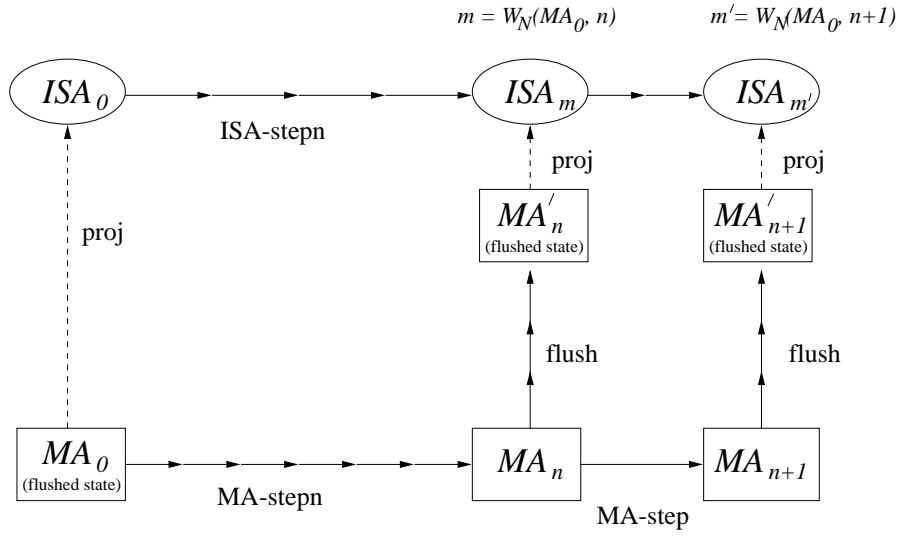 m = W_N(MA_0, n)
m' = W_N(MA_0, n+1)
ISA_0
ISA_m
ISA_m'
ISA-stepn
proj
proj
MA'_n
(flushed state)
MA'_n+1
(flushed state)
proj
flush
flush
MA_0
(flushed state)
MA_n
MA_n+1
MA-stepn
MA-step